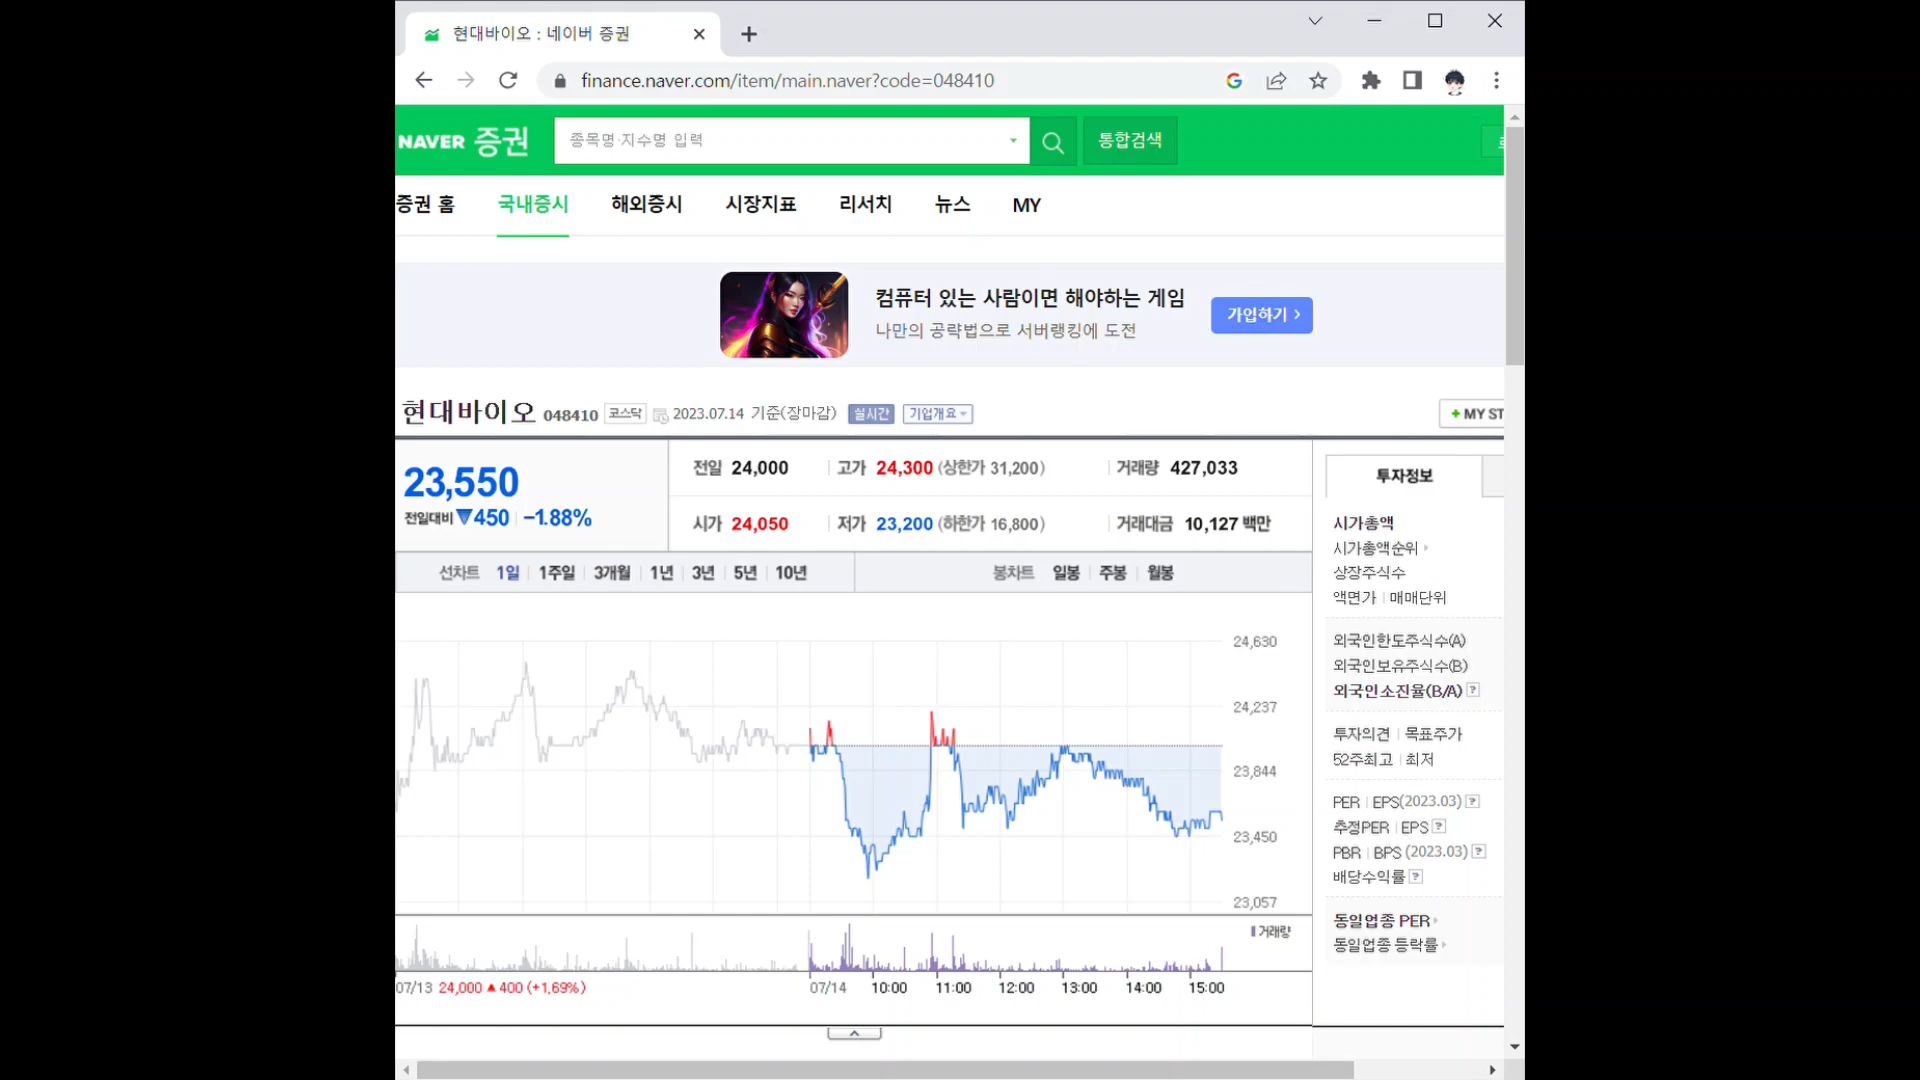 현대바이오 : 네이버 증권
finance.naver.com/item/main.naver?code=048410
NAVER 증권
종목명·지수명 입력
통합검색
증권 홈 국내증시 해외증시 시장지표 리서치 뉴스 MY
컴퓨터 있는 사람이면 해야하는 게임
나만의 공략법으로 서버랭킹에 도전
가입하기 >
현대바이오 048410 코스닥 2023.07.14 기준(장마감) 실시간 기업개요
+ MY ST
23,550
전일대비 ▼450 -1.88%
전일 24,000 고가 24,300 (상한가 31,200) 거래량 427,033
시가 24,050 저가 23,200 (하한가 16,800) 거래대금 10,127 백만
선차트 1일 1주일 3개월 1년 3년 5년 10년
봉차트 일봉 주봉 월봉
24,630
24,237
23,844
23,450
23,057
거래량
07/13 24,000 ▲ 400 (+1,69%)
07/14 10:00 11:00 12:00 13:00 14:00 15:00
투자정보
시가총액
시가총액순위
상장주식수
액면가 매매단위
외국인한도주식수(A)
외국인보유주식수(B)
외국인소진율(B/A) ?
투자의견 목표주가
52주최고 최저
PER EPS(2023.03) ?
추정PER EPS ?
PBR BPS (2023.03) ?
배당수익률 ?
동일업종 PER
동일업종 등락률